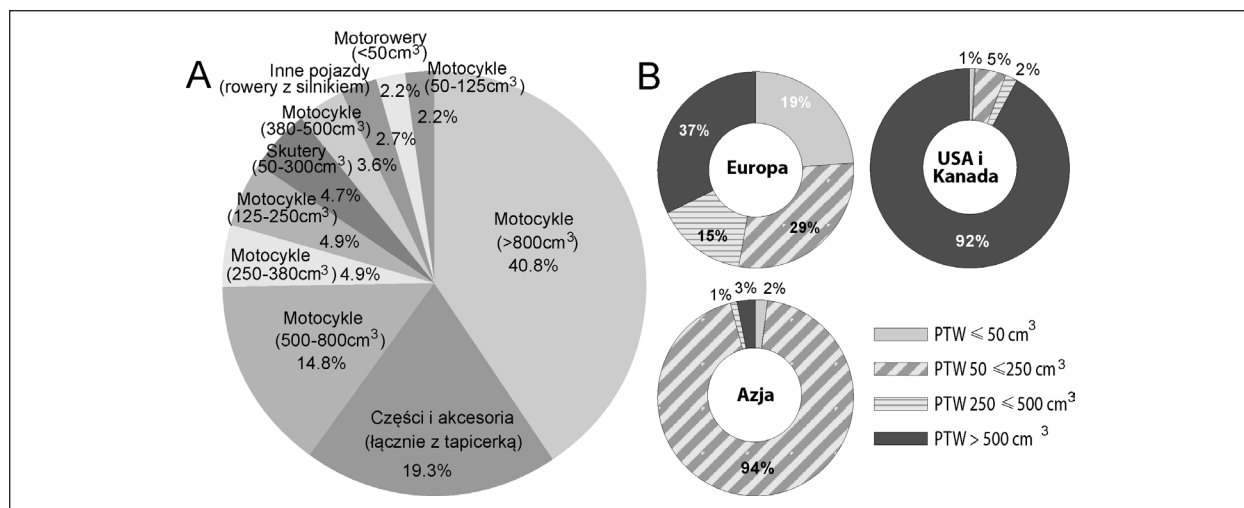 A
Motorowery
(<50cm³)
2.2%
Motocykle
(50-125cm³)
2.2%
Inne pojazdy
(rowery z silnikiem)
2.7%
Motocykle
(380-500cm³)
3.6%
Skutery
(50-300cm³)
4.7%
Motocykle
(125-250cm³)
4.9%
Motocykle
(250-380cm³) 4.9%
Motocykle
(500-800cm³)
14.8%
Motocykle
(>800cm³)
40.8%
Części i akcesoria
(łącznie z tapicerką)
19.3%
B
19%
37%
Europa
15%
29%
1% 5% 2%
USA i
Kanada
92%
1% 3% 2%
Azja
94%
PTW ⩽ 50 cm³
PTW 50 ⩽250 cm³
PTW 250 ⩽ 500 cm³
PTW > 500 cm ³